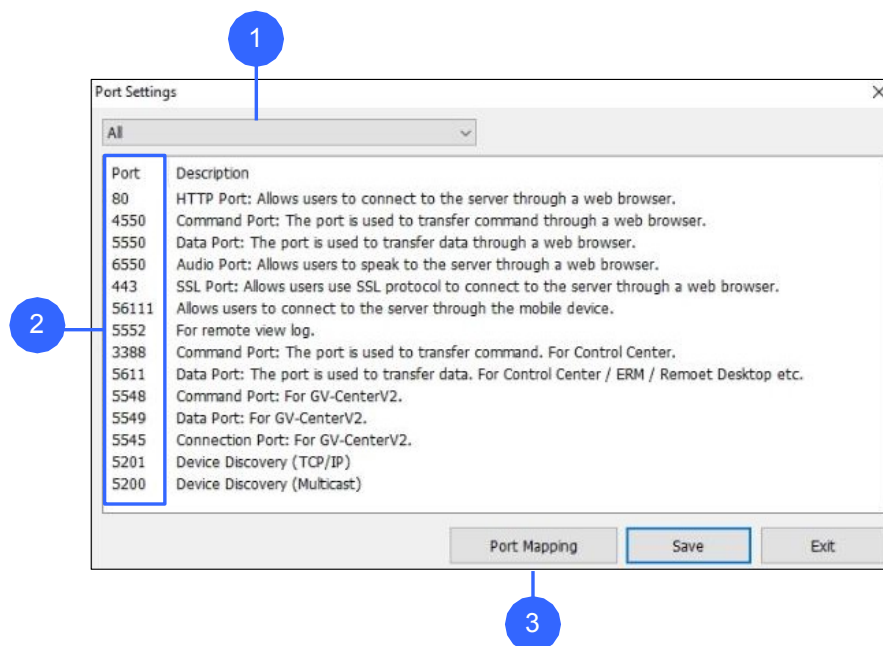 1
Port Settings
All
Port Description
80 HTTP Port: Allows users to connect to the server through a web browser.
4550 Command Port: The port is used to transfer command through a web browser.
5550 Data Port: The port is used to transfer data through a web browser.
6550 Audio Port: Allows users to speak to the server through a web browser.
443 SSL Port: Allows users use SSL protocol to connect to the server through a web browser.
56111 Allows users to connect to the server through the mobile device.
2
5552 For remote view log.
3388 Command Port: The port is used to transfer command. For Control Center.
5611 Data Port: The port is used to transfer data. For Control Center / ERM / Remoet Desktop etc.
5548 Command Port: For GV-CenterV2.
5549 Data Port: For GV-CenterV2.
5545 Connection Port: For GV-CenterV2.
5201 Device Discovery (TCP/IP)
5200 Device Discovery (Multicast)
Port Mapping Save Exit
3